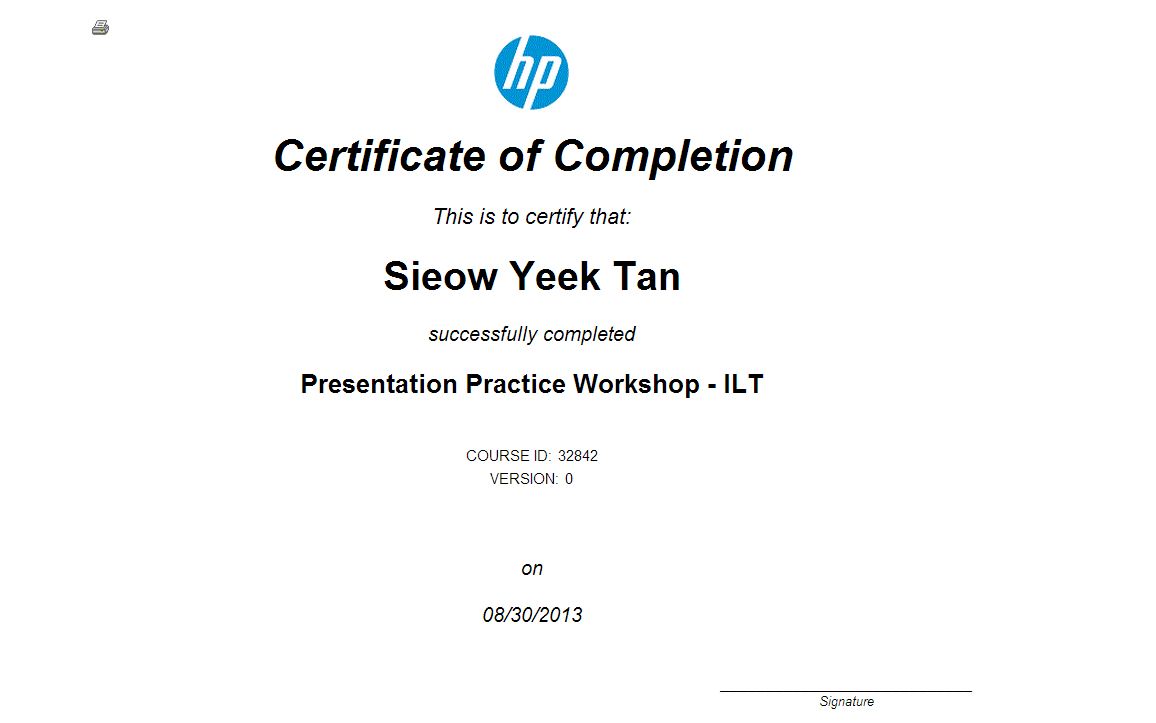 hp
Certificate of Completion
This is to certify that:
Sieow Yeek Tan
successfully completed
Presentation Practice Workshop - ILT
COURSE ID: 32842
VERSION: 0
on
08/30/2013
Signature